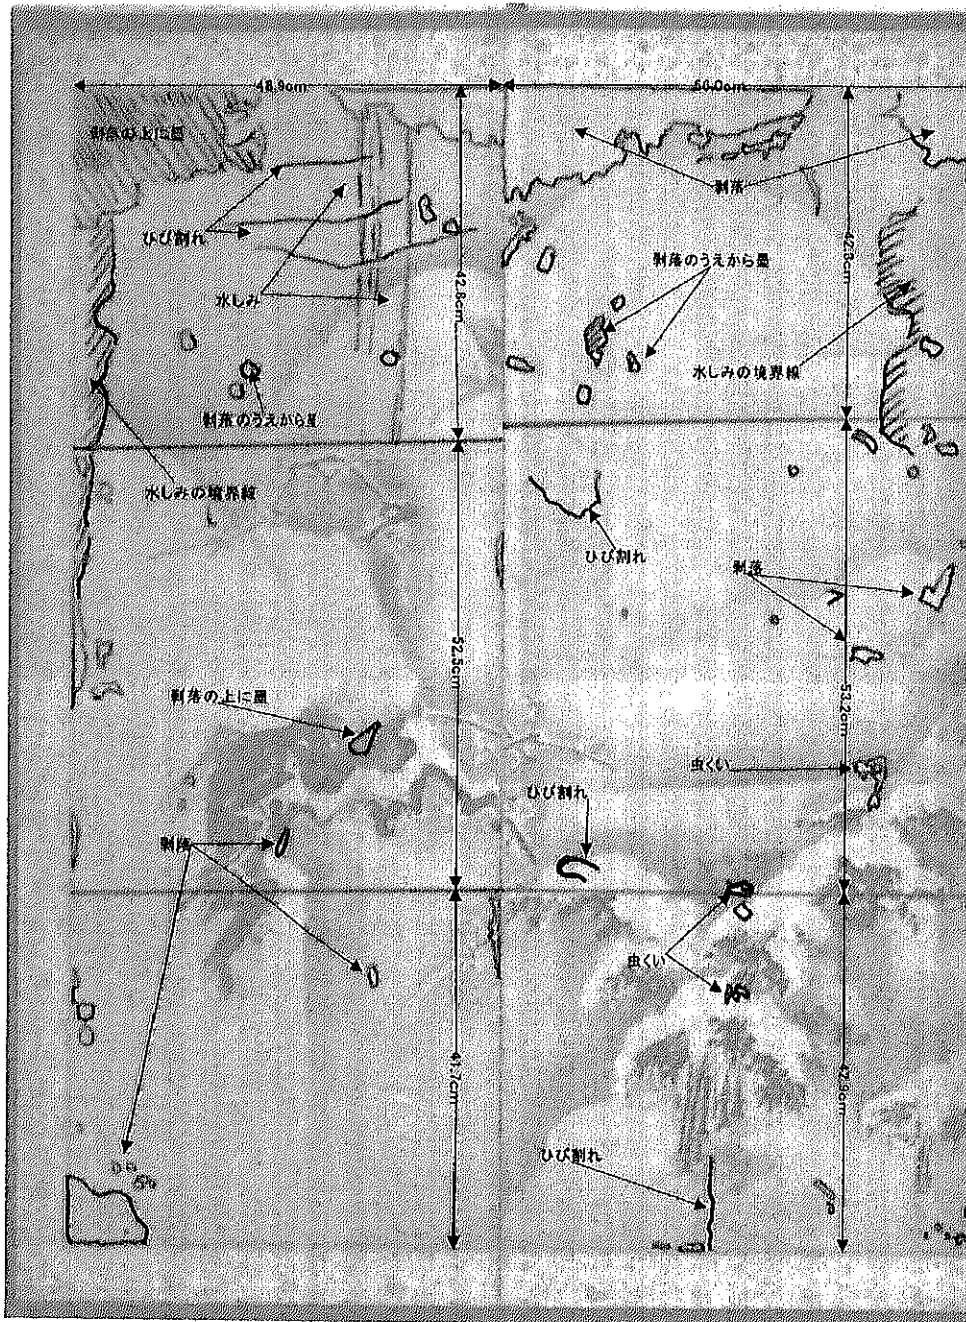 48.9cm
50.0cm
剥落の上に墨
剥落
ひび割れ
水しみ
42.8cm
剥落のうえから墨
42.8cm
水しみの境界線
剥落のうえから墨
水しみの境界線
ひび割れ
剥落
52.5cm
53.2cm
剥落の上に墨
虫くい
ひび割れ
剥落
虫くい
41.7cm
ひび割れ